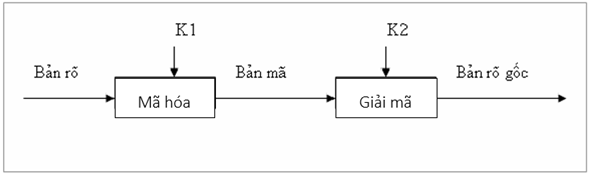 K1
K2
Bản rõ
Bản mã
Bản rõ gốc
Mã hóa
Giải mã